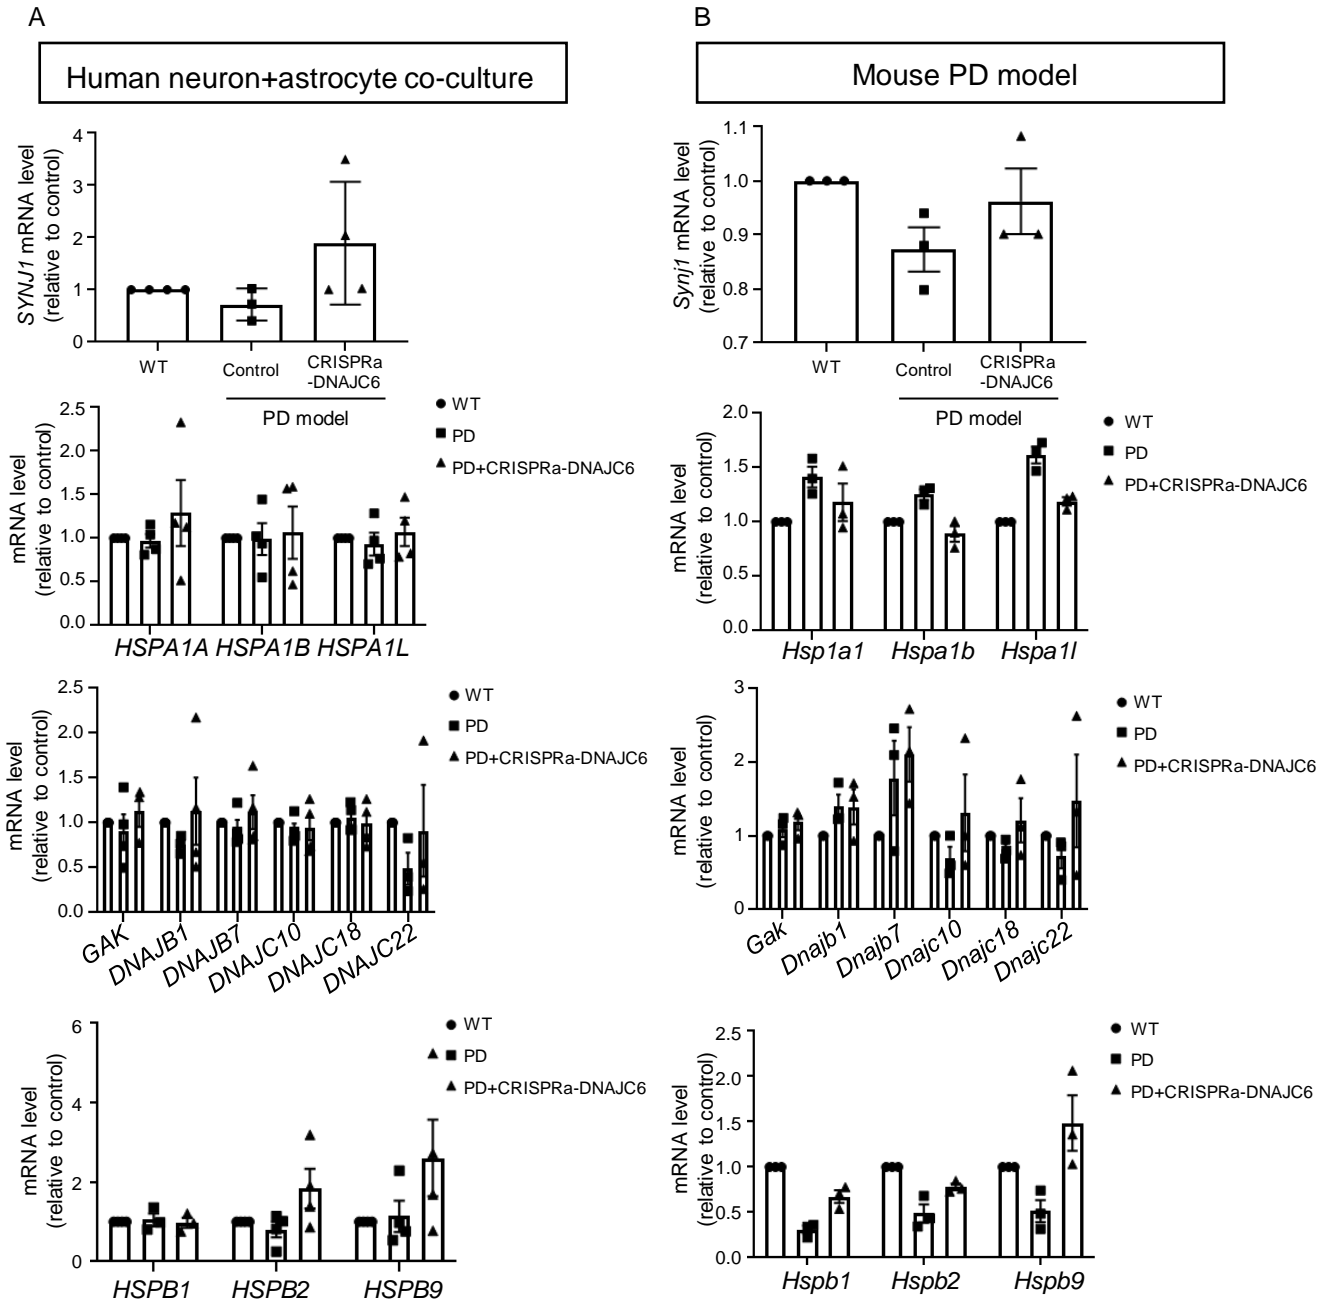 A
Human neuron+astrocyte co-culture
SYNJ1 mRNA level
(relative to control)
4
3
2
1
0
WT
Control
CRISPRa
-DNAJC6
PD model
mRNA level
(relative to control)
2.5
2.0
1.5
1.0
0.5
0.0
HSPA1A HSPA1B HSPA1L
WT
PD
PD+CRISPRa-DNAJC6
mRNA level
(relative to control)
2.5
2.0
1.5
1.0
0.5
0.0
GAK
DNAJB1
DNAJB7
DNAJC10
DNAJC18
DNAJC22
WT
PD
PD+CRISPRa-DNAJC6
mRNA level
(relative to control)
6
4
2
0
HSPB1 HSPB2 HSPB9
WT
PD
PD+CRISPRa-DNAJC6
B
Mouse PD model
Synj1 mRNA level
(relative to control)
1.1
1.0
0.9
0.8
0.7
WT
Control
CRISPRa
-DNAJC6
PD model
mRNA level
(relative to control)
2.0
1.5
1.0
0.5
0.0
Hsp1a1 Hspa1b Hspa1l
WT
PD
PD+CRISPRa-DNAJC6
mRNA level
(relative to control)
3
2
1
0
Gak
Dnajb1
Dnajb7
Dnajc10
Dnajc18
Dnajc22
WT
PD
PD+CRISPRa-DNAJC6
mRNA level
(relative to control)
2.5
2.0
1.5
1.0
0.5
0.0
Hspb1 Hspb2 Hspb9
WT
PD
PD+CRISPRa-DNAJC6